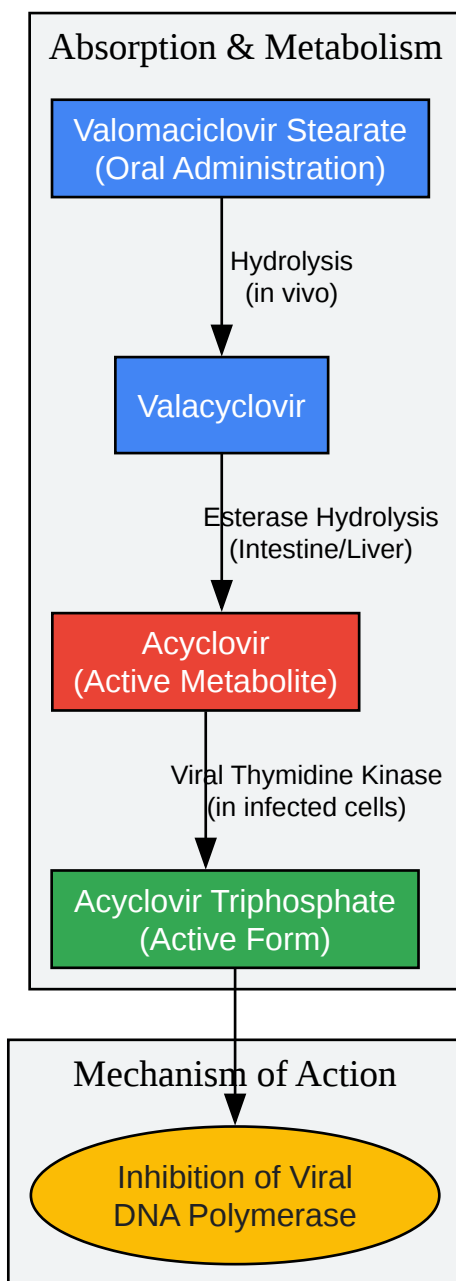 Absorption & Metabolism
Valomaciclovir Stearate
(Oral Administration)
Hydrolysis
(in vivo)
Valacyclovir
Esterase Hydrolysis
(Intestine/Liver)
Acyclovir
(Active Metabolite)
Viral Thymidine Kinase
(in infected cells)
Acyclovir Triphosphate
(Active Form)
Mechanism of Action
Inhibition of Viral
DNA Polymerase